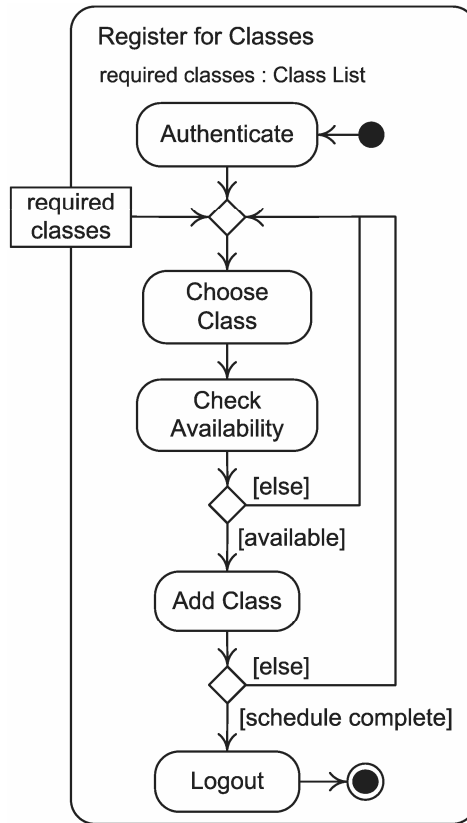 Register for Classes
required classes : Class List
Authenticate
required
classes
Choose
Class
Check
Availability
[else]
[available]
Add Class
[else]
[schedule complete]
Logout